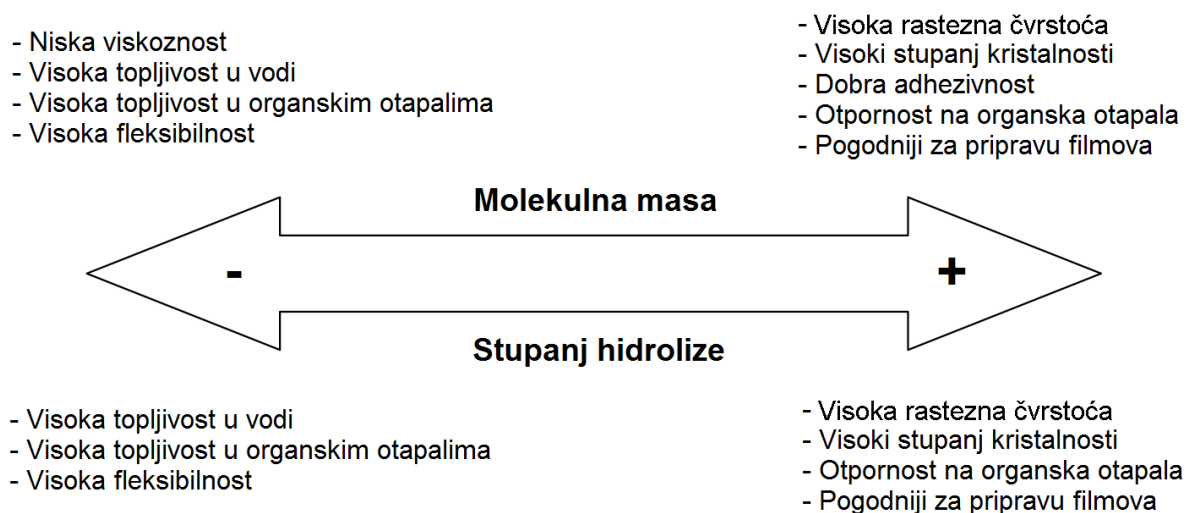 - Niska viskoznost
- Visoka topljivost u vodi
- Visoka topljivost u organskim otapalima
- Visoka fleksibilnost
- Visoka rastezna čvrstoća
- Visoki stupanj kristalnosti
- Dobra adhezivnost
- Otpornost na organska otapala
- Pogodniji za pripravu filmova
Molekulna masa
- +
Stupanj hidrolize
- Visoka topljivost u vodi
- Visoka topljivost u organskim otapalima
- Visoka fleksibilnost
- Visoka rastezna čvrstoća
- Visoki stupanj kristalnosti
- Otpornost na organska otapala
- Pogodniji za pripravu filmova